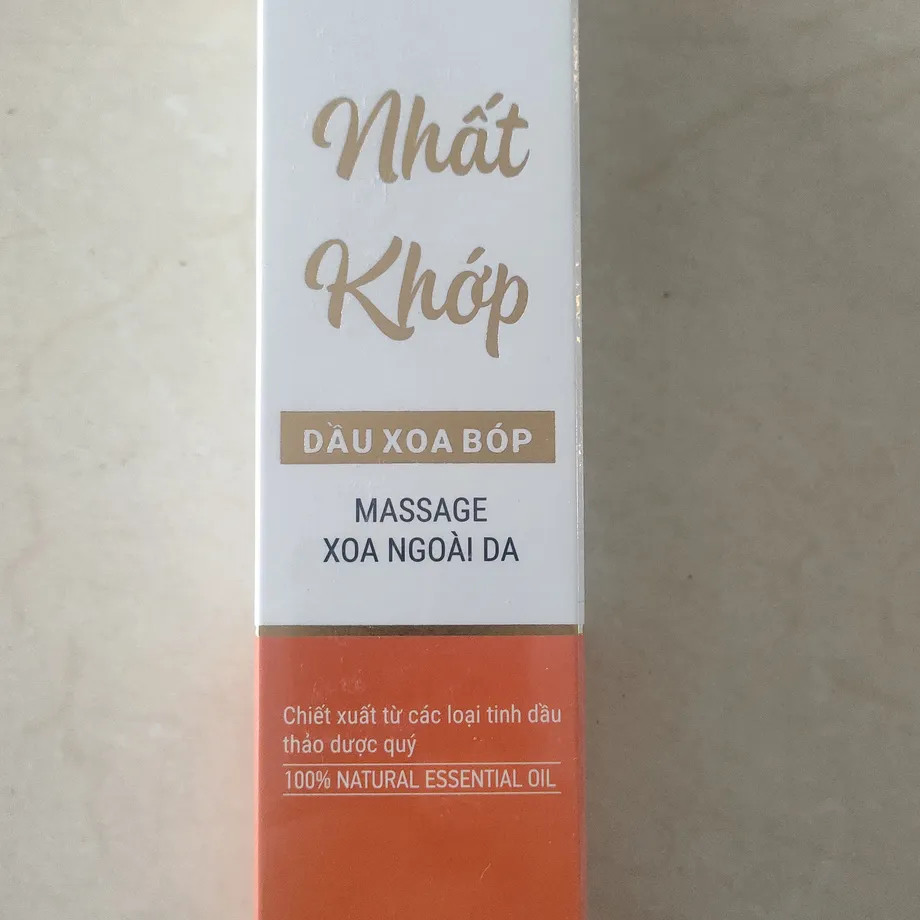 Nhất
Khớp
DẦU XOA BÓP
MASSAGE
XOA NGOÀI DA
Chiết xuất từ các loại tinh dầu
thảo dược quý
100% NATURAL ESSENTIAL OIL